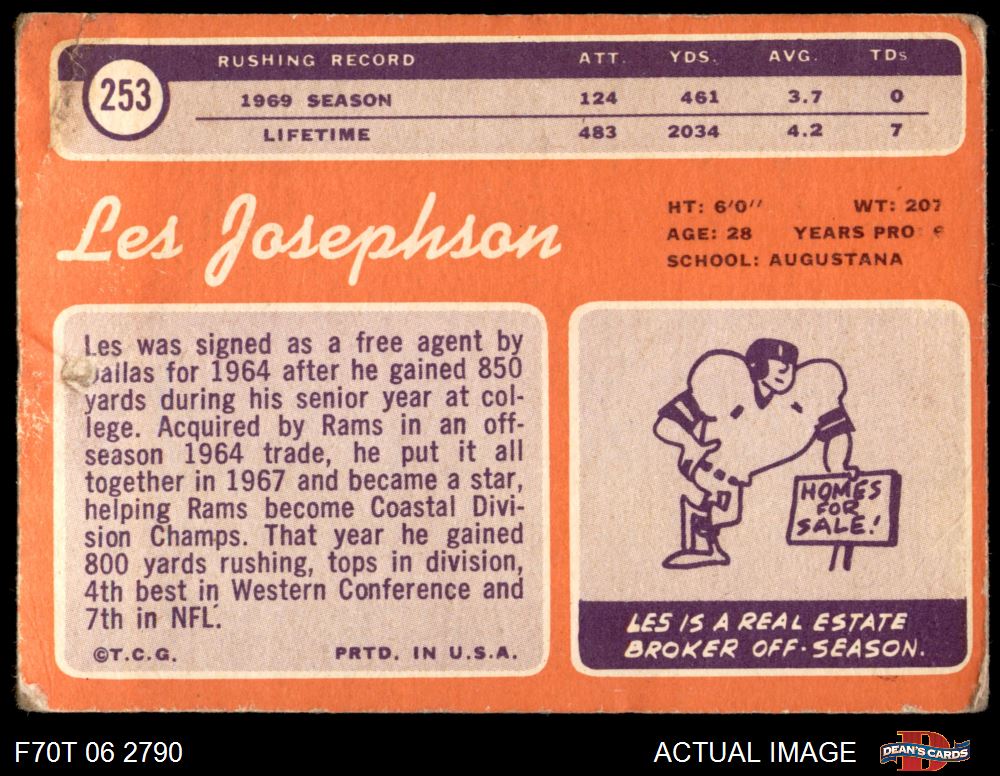 RUSHING RECORD ATT. YDS. AVG. TDs
253
1969 SEASON 124 461 3.7 0
LIFETIME 483 2034 4.2 7
Les Josephson
HT: 6'0'' WT: 207
AGE: 28 YEARS PRO: 6
SCHOOL: AUGUSTANA
Les was signed as a free agent by
Dallas for 1964 after he gained 850
yards during his senior year at col-
lege. Acquired by Rams in an off-
season 1964 trade, he put it all
together in 1967 and became a star,
helping Rams become Coastal Divi-
sion Champs. That year he gained
800 yards rushing, tops in division,
4th best in Western Conference and
7th in NFL.
©T.C.G. PRTD. IN U.S.A.
HOMES
FOR
SALE!
LES IS A REAL ESTATE
BROKER OFF-SEASON.
F70T 06 2790 ACTUAL IMAGE DEAN'S CARDS